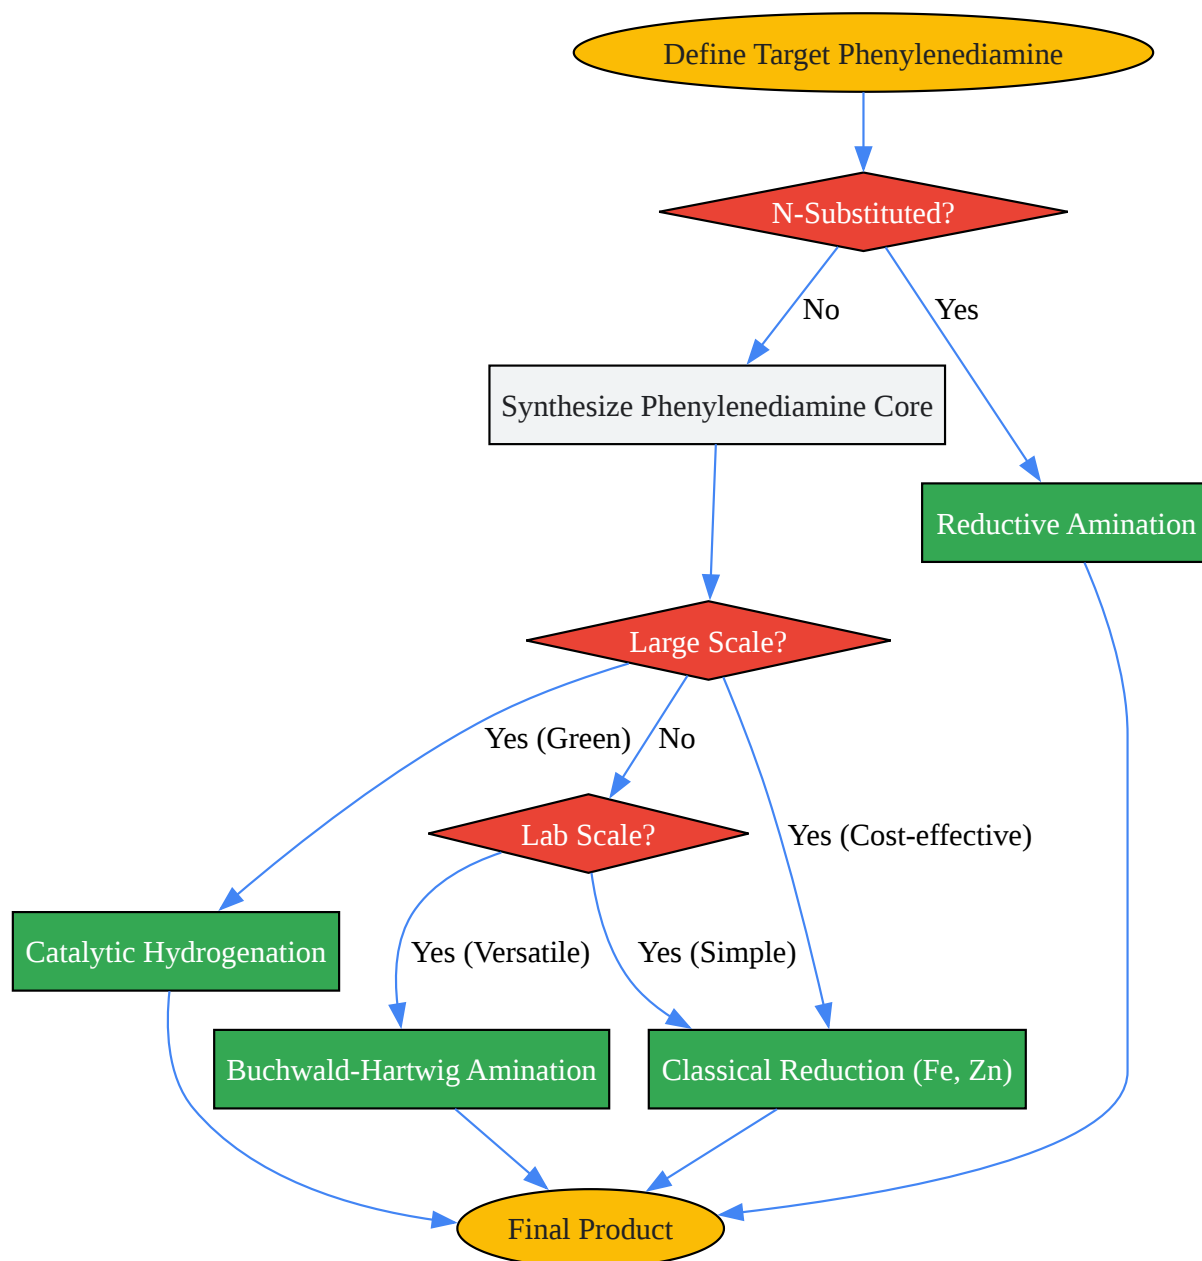 Define Target Phenylenediamine
N-Substituted?
No
Yes
Synthesize Phenylenediamine Core
Reductive Amination
Large Scale?
Yes (Green)
No
Lab Scale?
Yes (Cost-effective)
Catalytic Hydrogenation
Yes (Versatile)
Yes (Simple)
Buchwald-Hartwig Amination
Classical Reduction (Fe, Zn)
Final Product